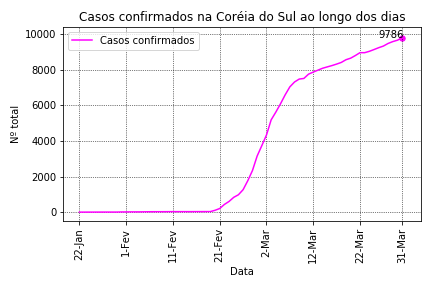 Casos confirmados na Coréia do Sul ao longo dos dias
Casos confirmados
9786
10000
8000
6000
4000
2000
0
Nº total
22-Jan
1-Fev
11-Fev
21-Fev
2-Mar
12-Mar
22-Mar
31-Mar
Data